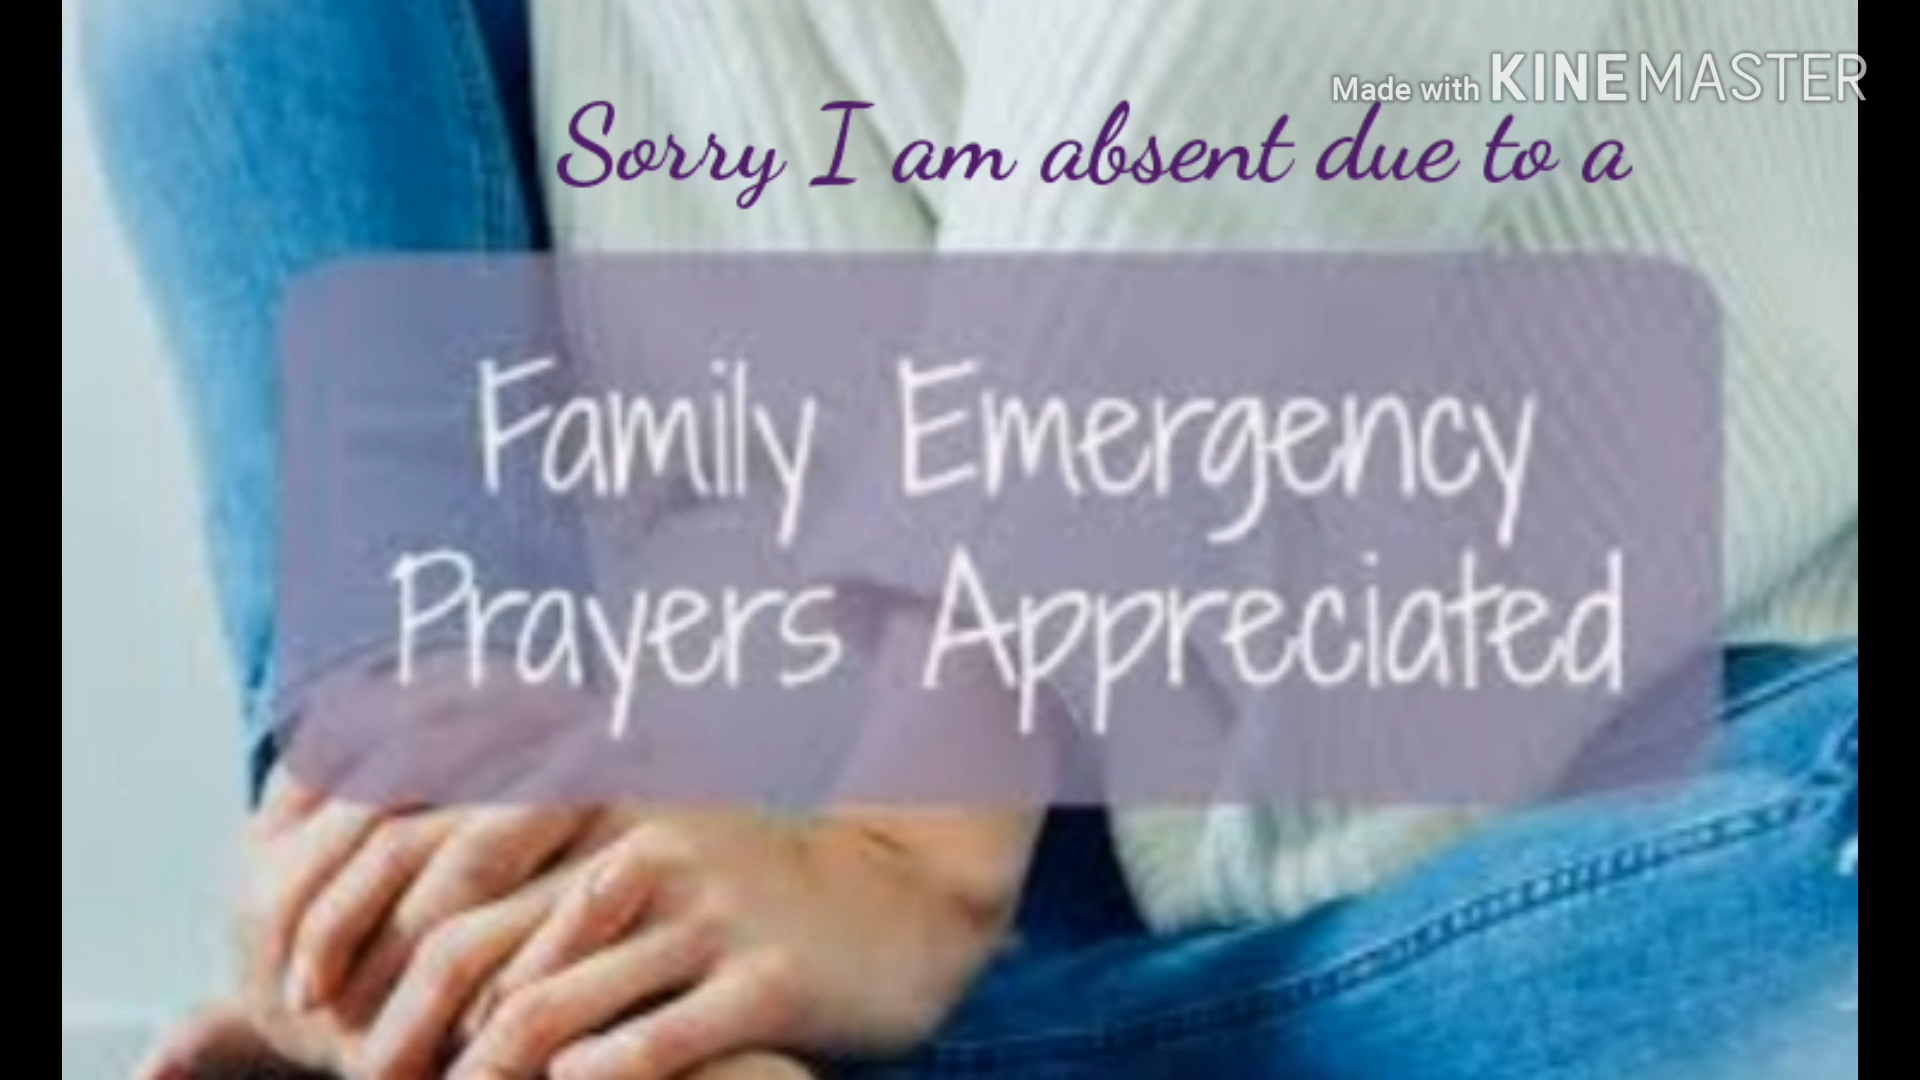 Made with KINEMASTER
Sorry I am absent due to a
Family Emergency
Prayers Appreciated